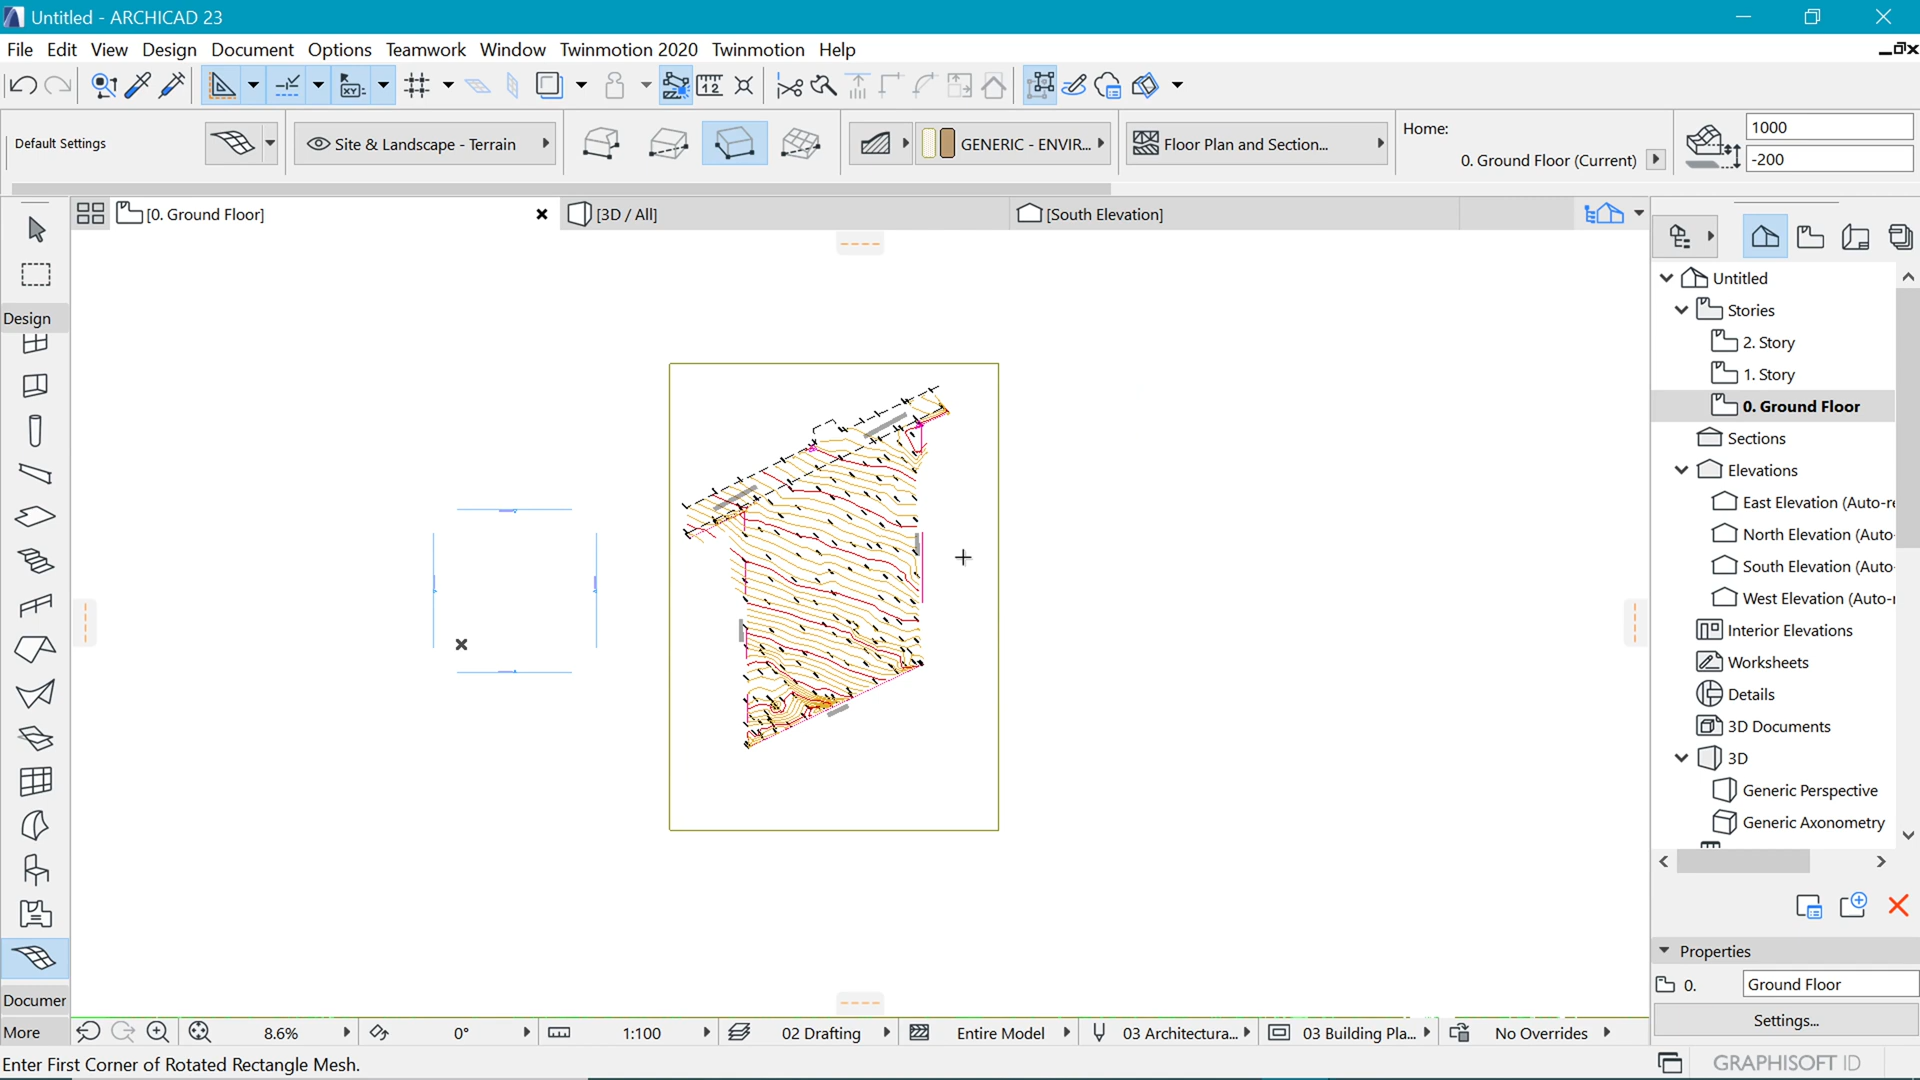 Untitled - ARCHICAD 23
File Edit View Design Document Options Teamwork Window Twinmotion 2020 Twinmotion Help
Default Settings
Site & Landscape - Terrain
GENERIC - ENVIR...
Floor Plan and Section...
Home:
0. Ground Floor (Current)
1000
-200
[0. Ground Floor]
[3D / All]
[South Elevation]
Design
Untitled
Stories
2. Story
1. Story
0. Ground Floor
Sections
Elevations
East Elevation (Auto-re
North Elevation (Auto-
South Elevation (Auto-
West Elevation (Auto-r
Interior Elevations
Worksheets
Details
3D Documents
3D
Generic Perspective
Generic Axonometry
Properties
0.
Ground Floor
Settings...
Documer
More
8.6%
0°
1:100
02 Drafting
Entire Model
03 Architectura...
03 Building Pla...
No Overrides
Enter First Corner of Rotated Rectangle Mesh.
GRAPHISOFT ID